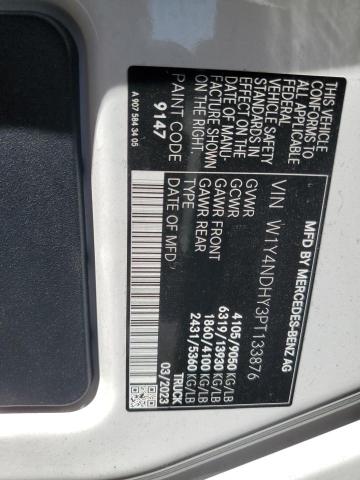 MFD BY MERCEDES-BENZ AG
VIN W1Y4NDHY3PT133876
GVWR 4105/9050 KG/LB
GCWR 6319/13930 KG/LB
GAWR FRONT 1860/4100 KG/LB
GAWR REAR 2431/5360 KG/LB
TYPE TRUCK
DATE OF MFD 03/2023
THIS VEHICLE
CONFORMS TO
ALL APPLICABLE
FEDERAL
VEHICLE SAFETY
STANDARDS IN
EFFECT ON THE
DATE OF MANU-
FACTURE SHOWN
ON THE RIGHT.
PAINT CODE
9147
A 907 584 34 05